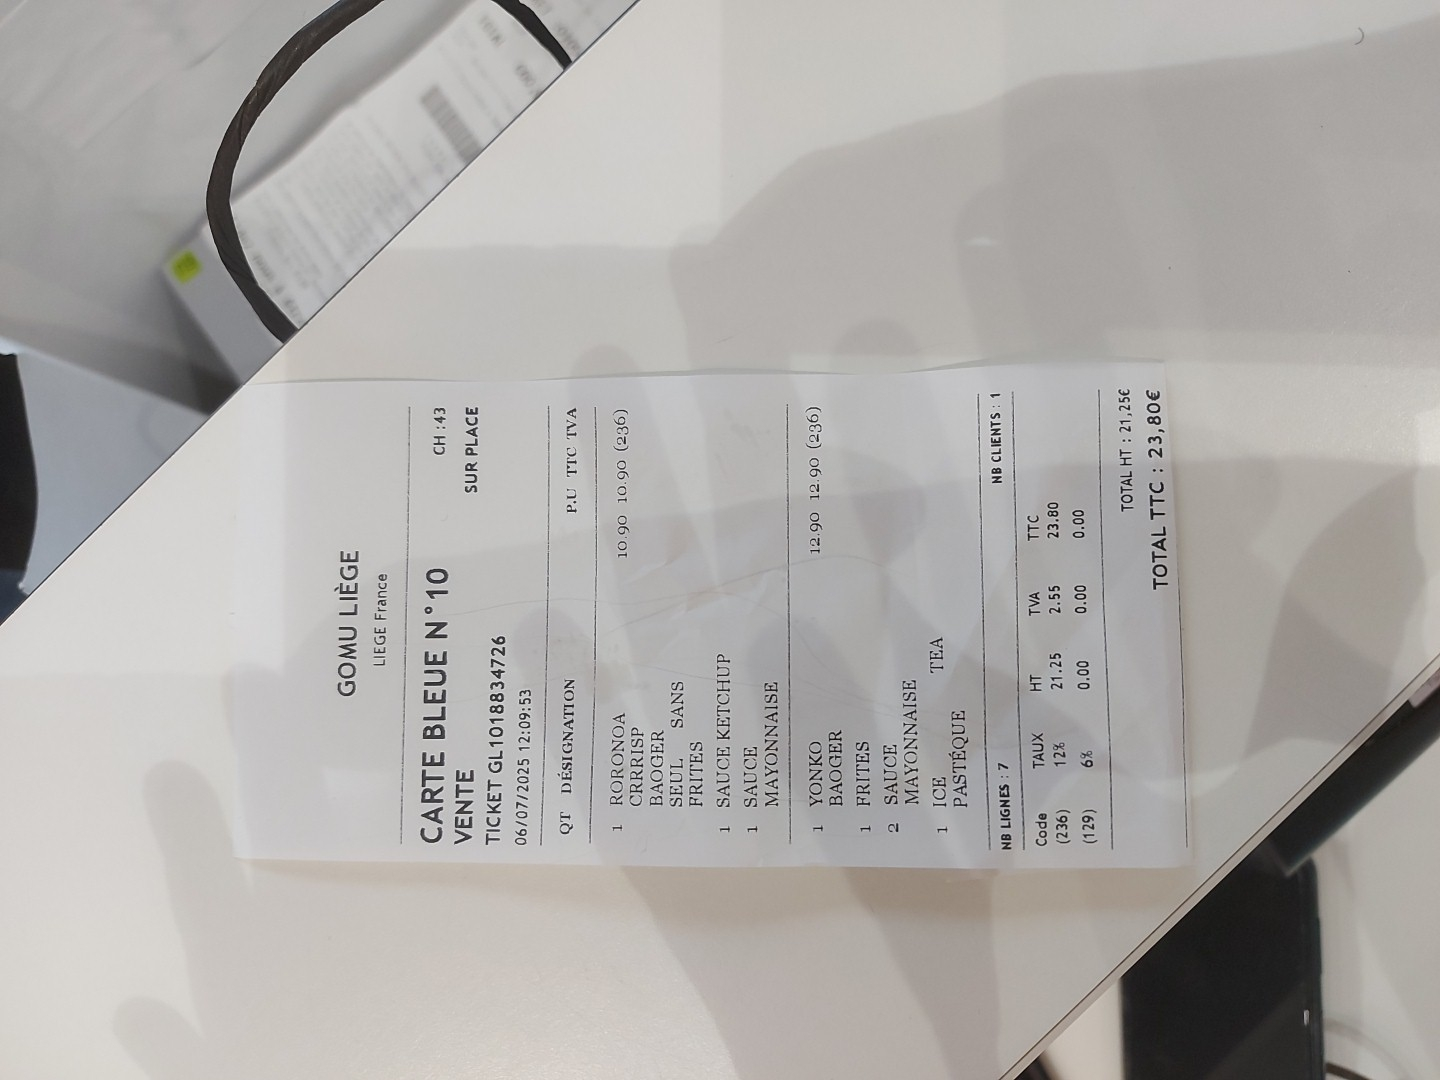 GOMU LIÈGE
LIEGE France
CARTE BLEUE N°10 CH :43
VENTE SUR PLACE
TICKET GL1018834726
06/07/2025 12:09:53
QT DÉSIGNATION P.U TTC TVA
1 RORONOA 10.90 10.90 (236)
CRRRISP
BAOGER
SEUL SANS
FRITES
1 SAUCE KETCHUP
1 SAUCE
MAYONNAISE
1 YONKO 12.90 12.90 (236)
BAOGER
1 FRITES
2 SAUCE
MAYONNAISE
1 ICE TEA
PASTÉQUE
NB LIGNES : 7 NB CLIENTS : 1
Code TAUX HT TVA TTC
(236) 12% 21.25 2.55 23.80
(129) 6% 0.00 0.00 0.00
TOTAL HT : 21,25€
TOTAL TTC : 23,80€